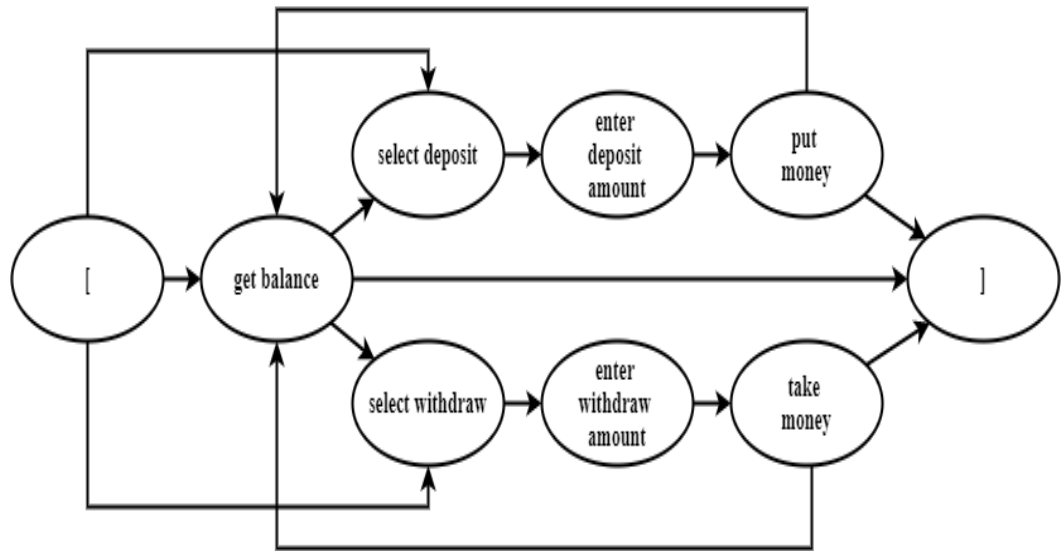 select deposit
enter
deposit
amount
put
money
[
get balance
]
select withdraw
enter
withdraw
amount
take
money